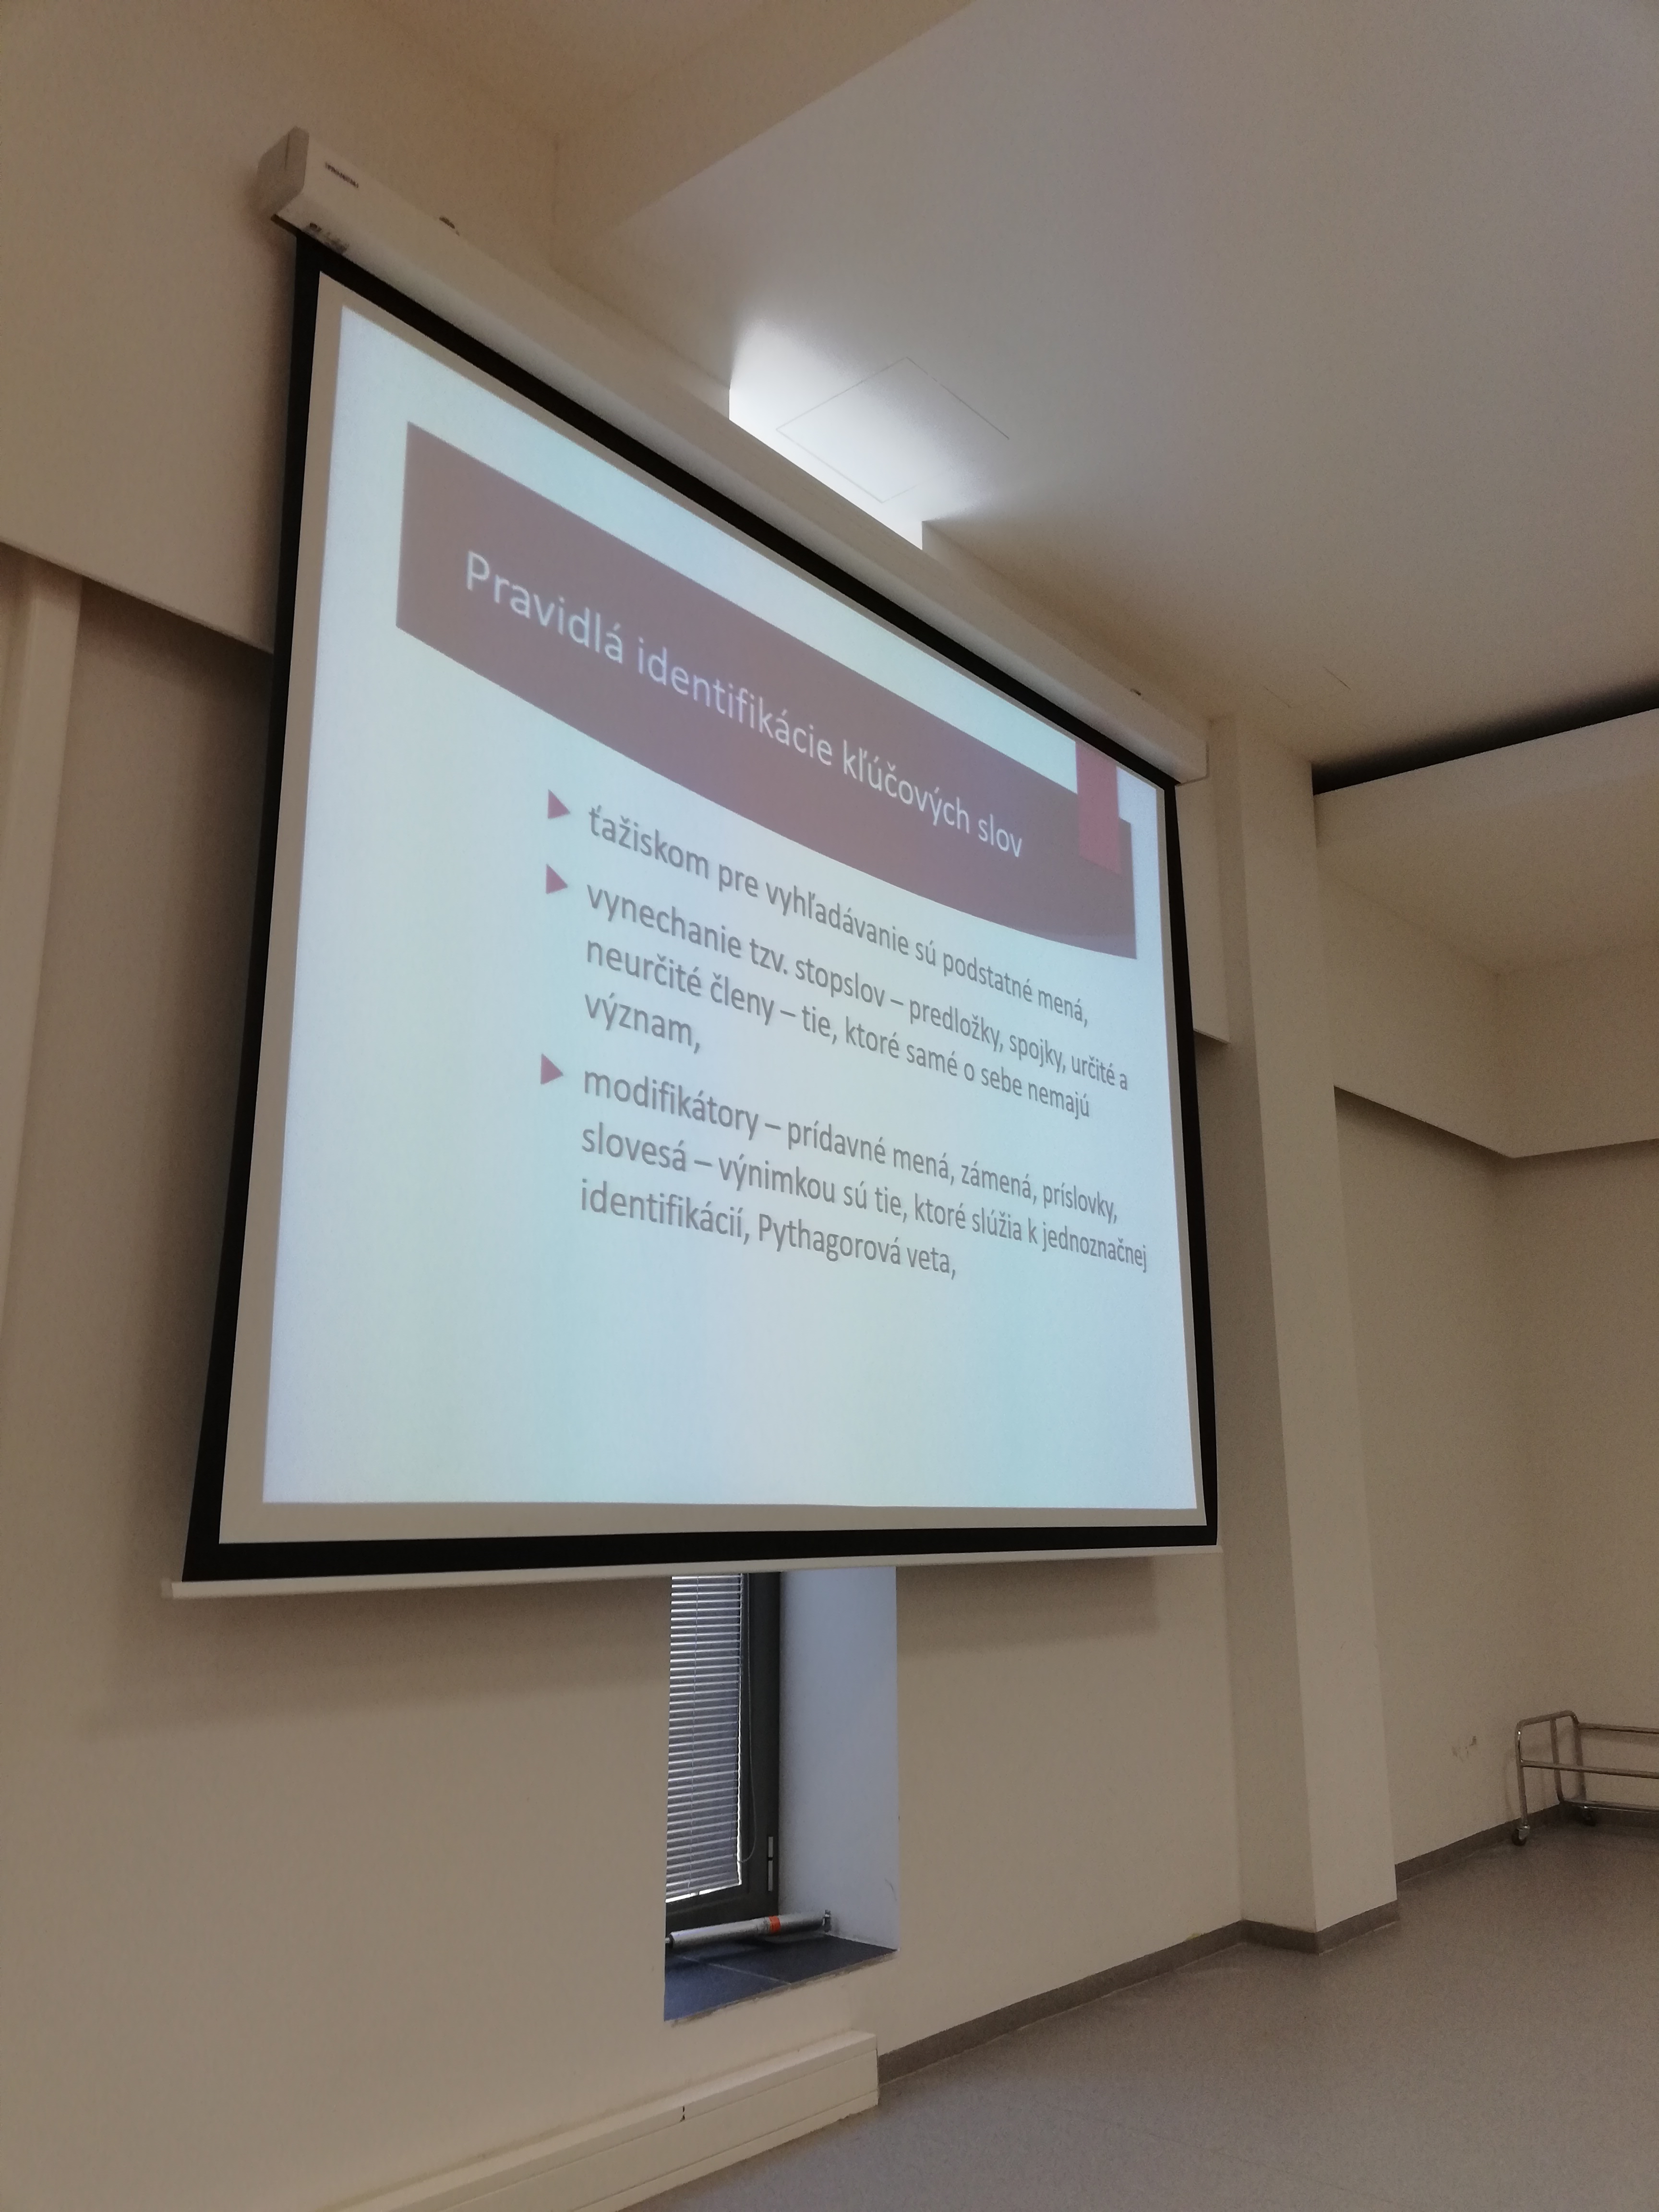 Pravidlá identifikácie kľúčových slov
ťažiskom pre vyhľadávanie sú podstatné mená,
vynechanie tzv. stopslov – predložky, spojky, určité a
neurčité členy – tie, ktoré samé o sebe nemajú
význam,
modifikátory – prídavné mená, zámená, príslovky,
slovesá – výnimkou sú tie, ktoré slúžia k jednoznačnej
identifikácií, Pythagorová veta,